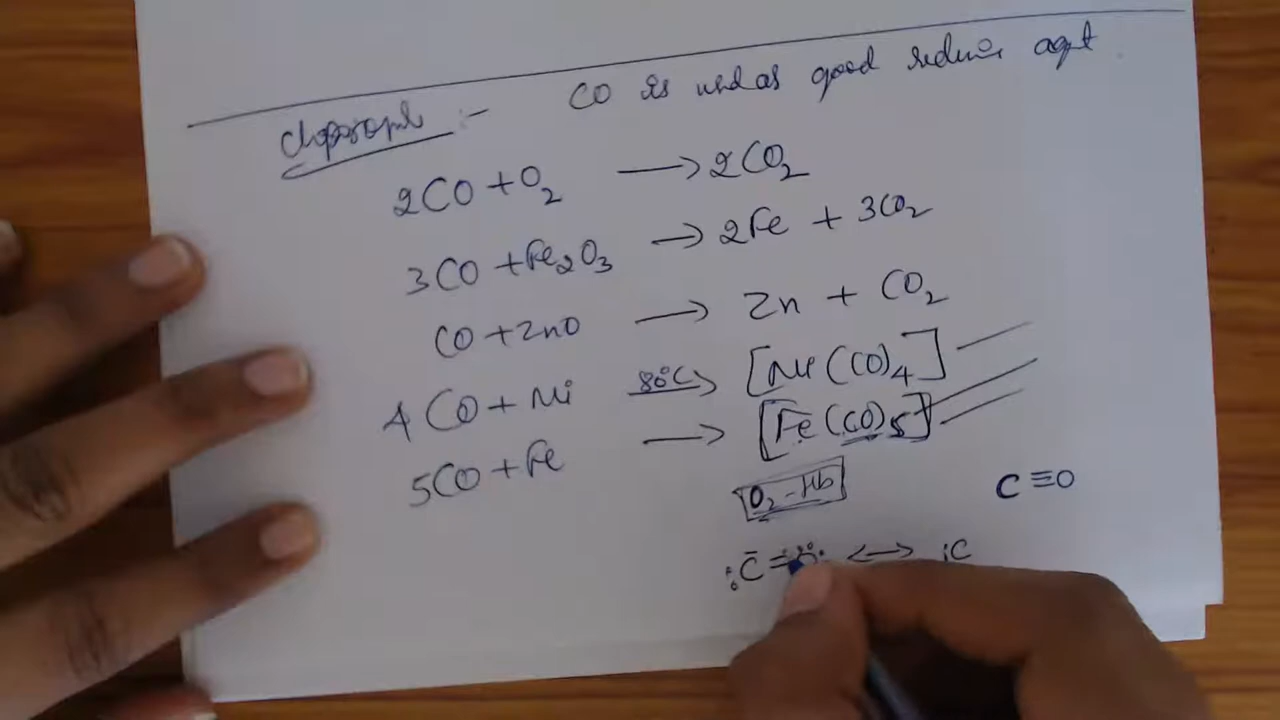 CO is used as good reducing agent
2CO + O₂ ⟶ 2CO₂
3CO + Fe₂O₃ ⟶ 2Fe + 3CO₂
CO + ZnO ⟶ Zn + CO₂
4CO + Ni 80°C⟶ [Ni(CO)₄]
5CO + Fe ⟶ [Fe(CO)₅]
O₂-Hb
C≡O
⟷ :C